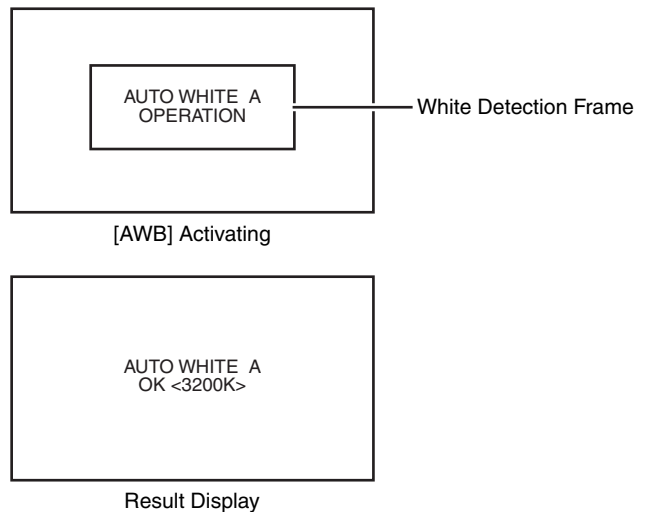 AUTO WHITE A
OPERATION
White Detection Frame
[AWB] Activating
AUTO WHITE A
OK <3200K>
Result Display